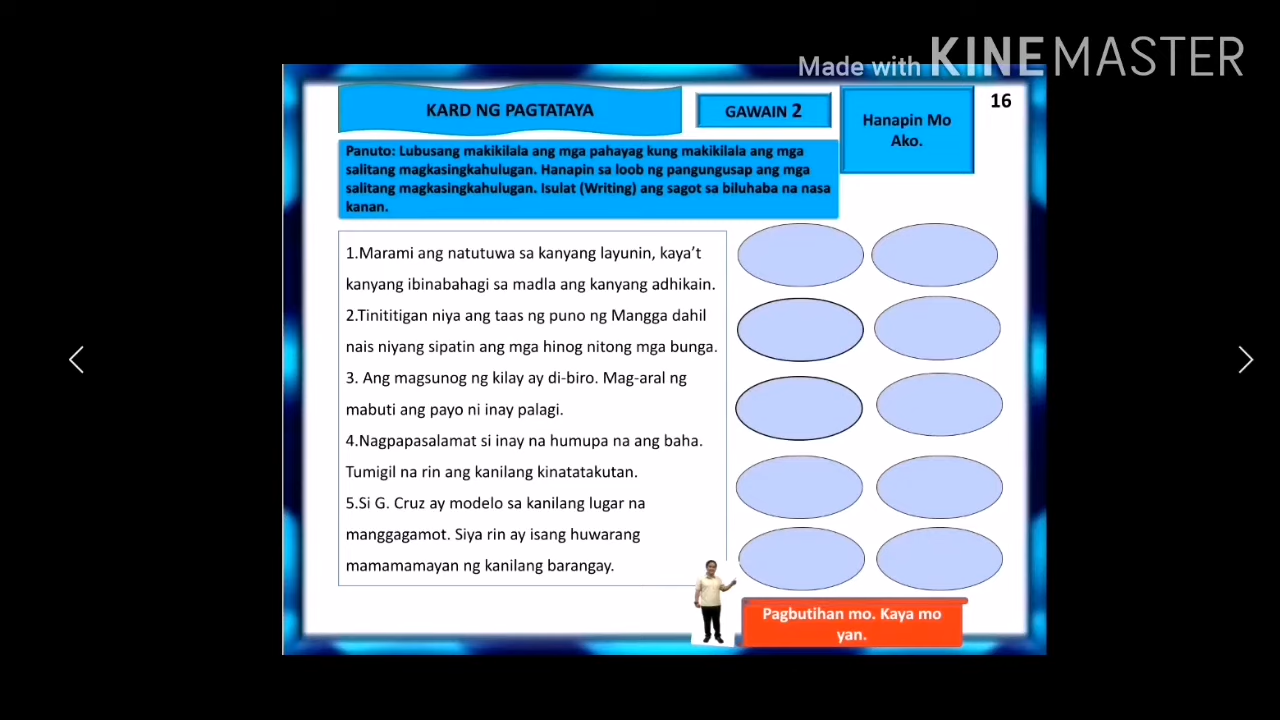 Made with KINEMASTER
KARD NG PAGTATAYA
GAWAIN 2
Hanapin Mo
Ako.
16
Panuto: Lubusang makikilala ang mga pahayag kung makikilala ang mga
salitang magkasingkahulugan. Hanapin sa loob ng pangungusap ang mga
salitang magkasingkahulugan. Isulat (Writing) ang sagot sa biluhaba na nasa
kanan.
1.Marami ang natutuwa sa kanyang layunin, kaya't
kanyang ibinabahagi sa madla ang kanyang adhikain.
2.Tinititigan niya ang taas ng puno ng Mangga dahil
nais niyang sipatin ang mga hinog nitong mga bunga.
3. Ang magsunog ng kilay ay di-biro. Mag-aral ng
mabuti ang payo ni inay palagi.
4.Nagpapasalamat si inay na humupa na ang baha.
Tumigil na rin ang kanilang kinatatakutan.
5.Si G. Cruz ay modelo sa kanilang lugar na
manggagamot. Siya rin ay isang huwarang
mamamamayan ng kanilang barangay.
Pagbutihan mo. Kaya mo
yan.